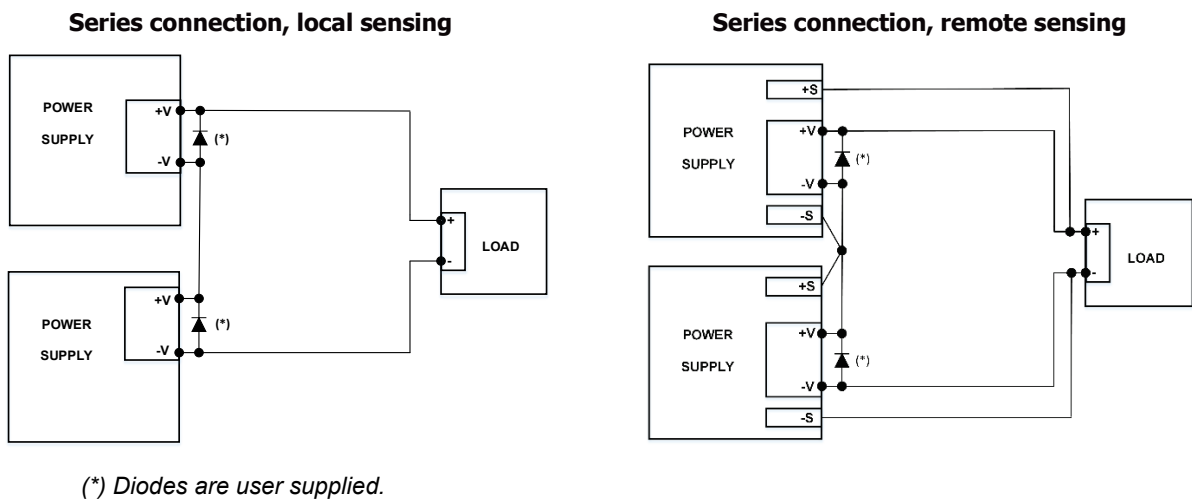 Series connection, local sensing
POWER
SUPPLY
+V
(*)
-V
+
-
LOAD
POWER
SUPPLY
+V
(*)
-V
(*) Diodes are user supplied.
Series connection, remote sensing
+S
POWER
SUPPLY
+V
(*)
-V
-S
+
-
LOAD
+S
POWER
SUPPLY
+V
(*)
-V
-S